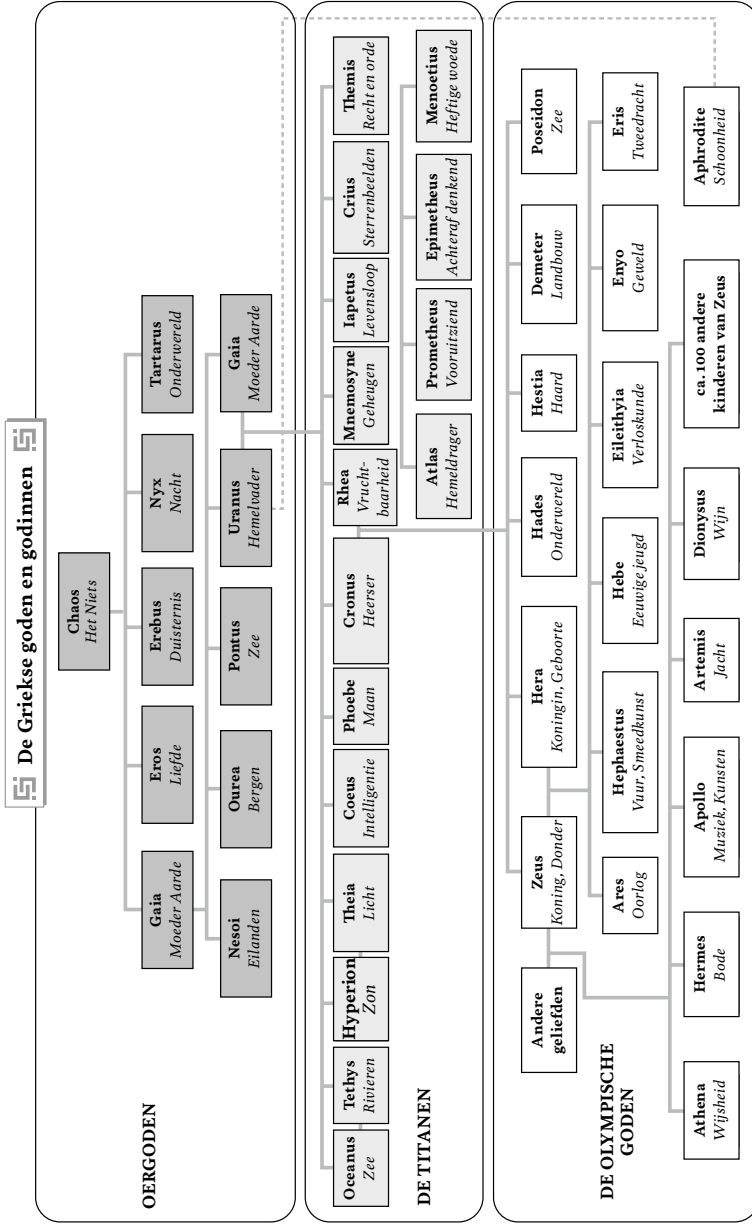 De Griekse goden en godinnen
OERGODEN
Chaos
Het Niets
Gaia
Moeder Aarde
Eros
Liefde
Erebus
Duisternis
Nyx
Nacht
Tartarus
Onderwereld
Nesoi
Eilanden
Ourea
Bergen
Pontus
Zee
Uranus
Hemelvader
Gaia
Moeder Aarde
DE TITANEN
Oceanus
Zee
Tethys
Rivieren
Hyperion
Zon
Theia
Licht
Coeus
Intelligentie
Phoebe
Maan
Cronus
Heerser
Rhea
Vrucht-
baarheid
Mnemosyne
Geheugen
Iapetus
Levensloop
Crius
Sterrenbeelden
Themis
Recht en orde
Atlas
Hemeldrager
Prometheus
Vooruitziend
Epimetheus
Achteraf denkend
Menoetius
Heftige woede
DE OLYMPISCHE
GODEN
Andere
geliefden
Zeus
Koning, Donder
Hera
Koningin, Geboorte
Hades
Onderwereld
Hestia
Haard
Demeter
Landbouw
Poseidon
Zee
Ares
Oorlog
Hephaestus
Vuur, Smeedkunst
Hebe
Eeuwige jeugd
Eileithyia
Verloskunde
Enyo
Geweld
Eris
Tweedracht
Athena
Wijsheid
Hermes
Bode
Apollo
Muziek, Kunsten
Artemis
Jacht
Dionysus
Wijn
ca. 100 andere
kinderen van Zeus
Aphrodite
Schoonheid